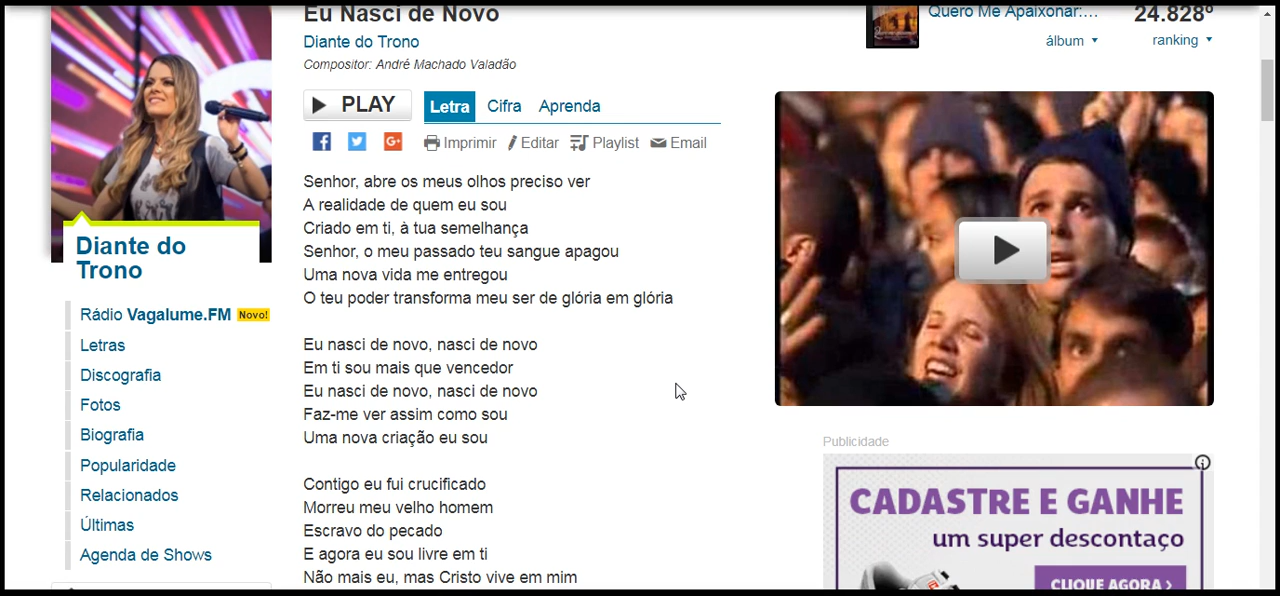 Eu Nasci de Novo
Diante do Trono
Compositor: André Machado Valadão
PLAY
Letra Cifra Aprenda
Imprimir Editar Playlist Email
Senhor, abre os meus olhos preciso ver
A realidade de quem eu sou
Criado em ti, à tua semelhança
Senhor, o meu passado teu sangue apagou
Uma nova vida me entregou
O teu poder transforma meu ser de glória em glória
Eu nasci de novo, nasci de novo
Em ti sou mais que vencedor
Eu nasci de novo, nasci de novo
Faz-me ver assim como sou
Uma nova criação eu sou
Contigo eu fui crucificado
Morreu meu velho homem
Escravo do pecado
E agora eu sou livre em ti
Não mais eu, mas Cristo vive em mim
Diante do
Trono
Rádio Vagalume.FM Novo!
Letras
Discografia
Fotos
Biografia
Popularidade
Relacionados
Últimas
Agenda de Shows
Quero Me Apaixonar:...
24.828º
álbum
ranking
Publicidade
CADASTRE E GANHE
um super descontaço
CLIQUE AGORA >